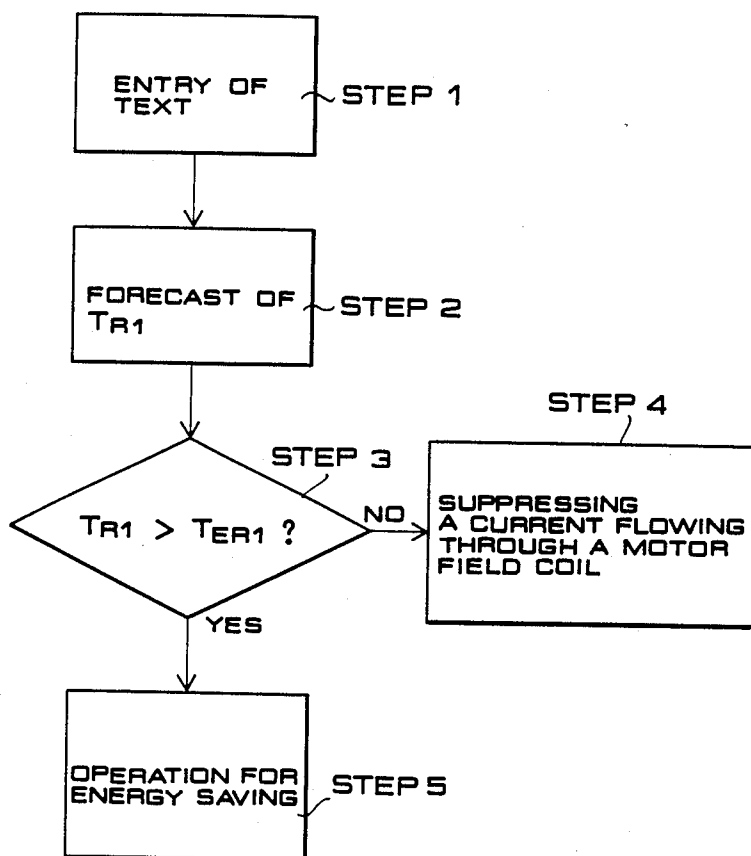 ENTRY OF
TEXT
STEP 1
FORECAST OF
TR1
STEP 2
STEP 3
TR1 > TER1 ?
NO
YES
STEP 4
SUPPRESSING
A CURRENT FLOWING
THROUGH A MOTOR
FIELD COIL
OPERATION FOR
ENERGY SAVING
STEP 5